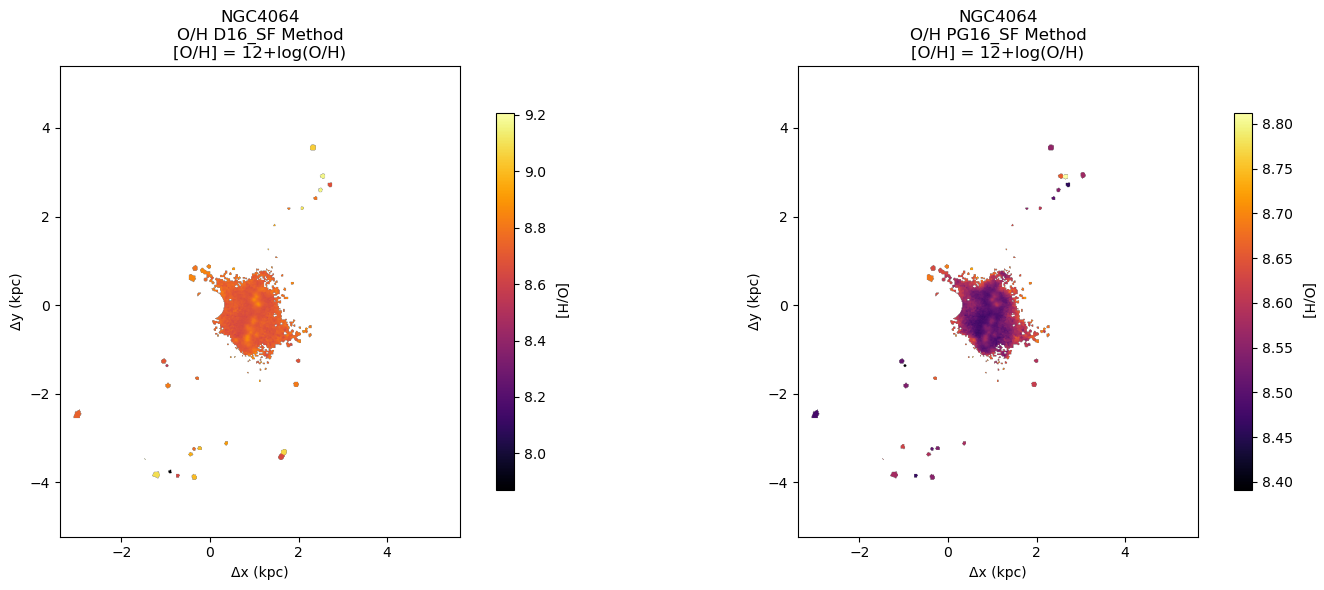 NGC4064
O/H D16_SF Method
[O/H] = 12+log(O/H)
4
2
0
−2
−4
−2
0
2
4
Δy (kpc)
Δx (kpc)
9.2
9.0
8.8
8.6
8.4
8.2
8.0
[O/H]
NGC4064
O/H PG16_SF Method
[O/H] = 12+log(O/H)
4
2
0
−2
−4
−2
0
2
4
Δy (kpc)
Δx (kpc)
8.80
8.75
8.70
8.65
8.60
8.55
8.50
8.45
8.40
[O/H]